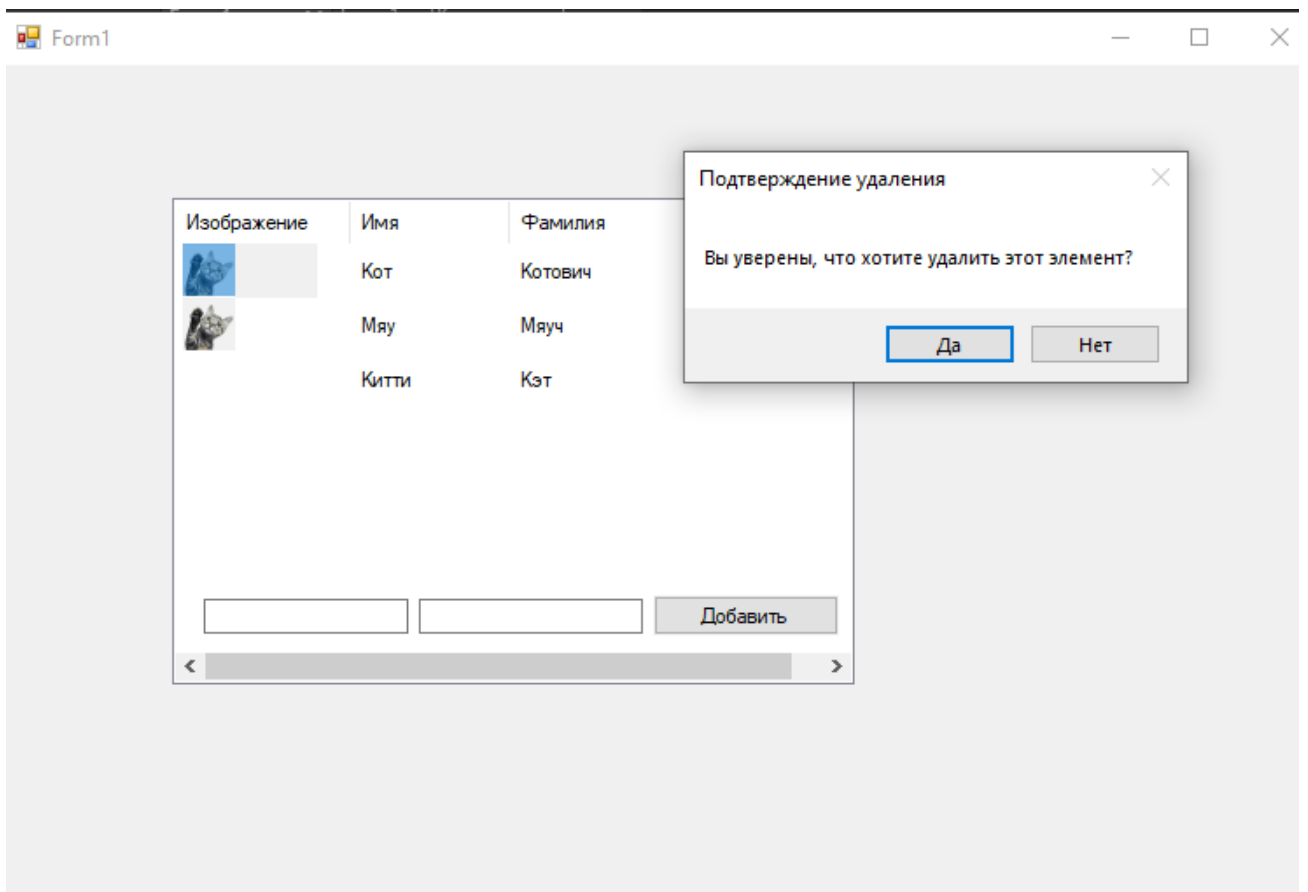 Form1
Подтверждение удаления
Вы уверены, что хотите удалить этот элемент?
Да Нет
Изображение Имя Фамилия
Кот Котович
Мяу Мяуч
Китти Кэт
Добавить